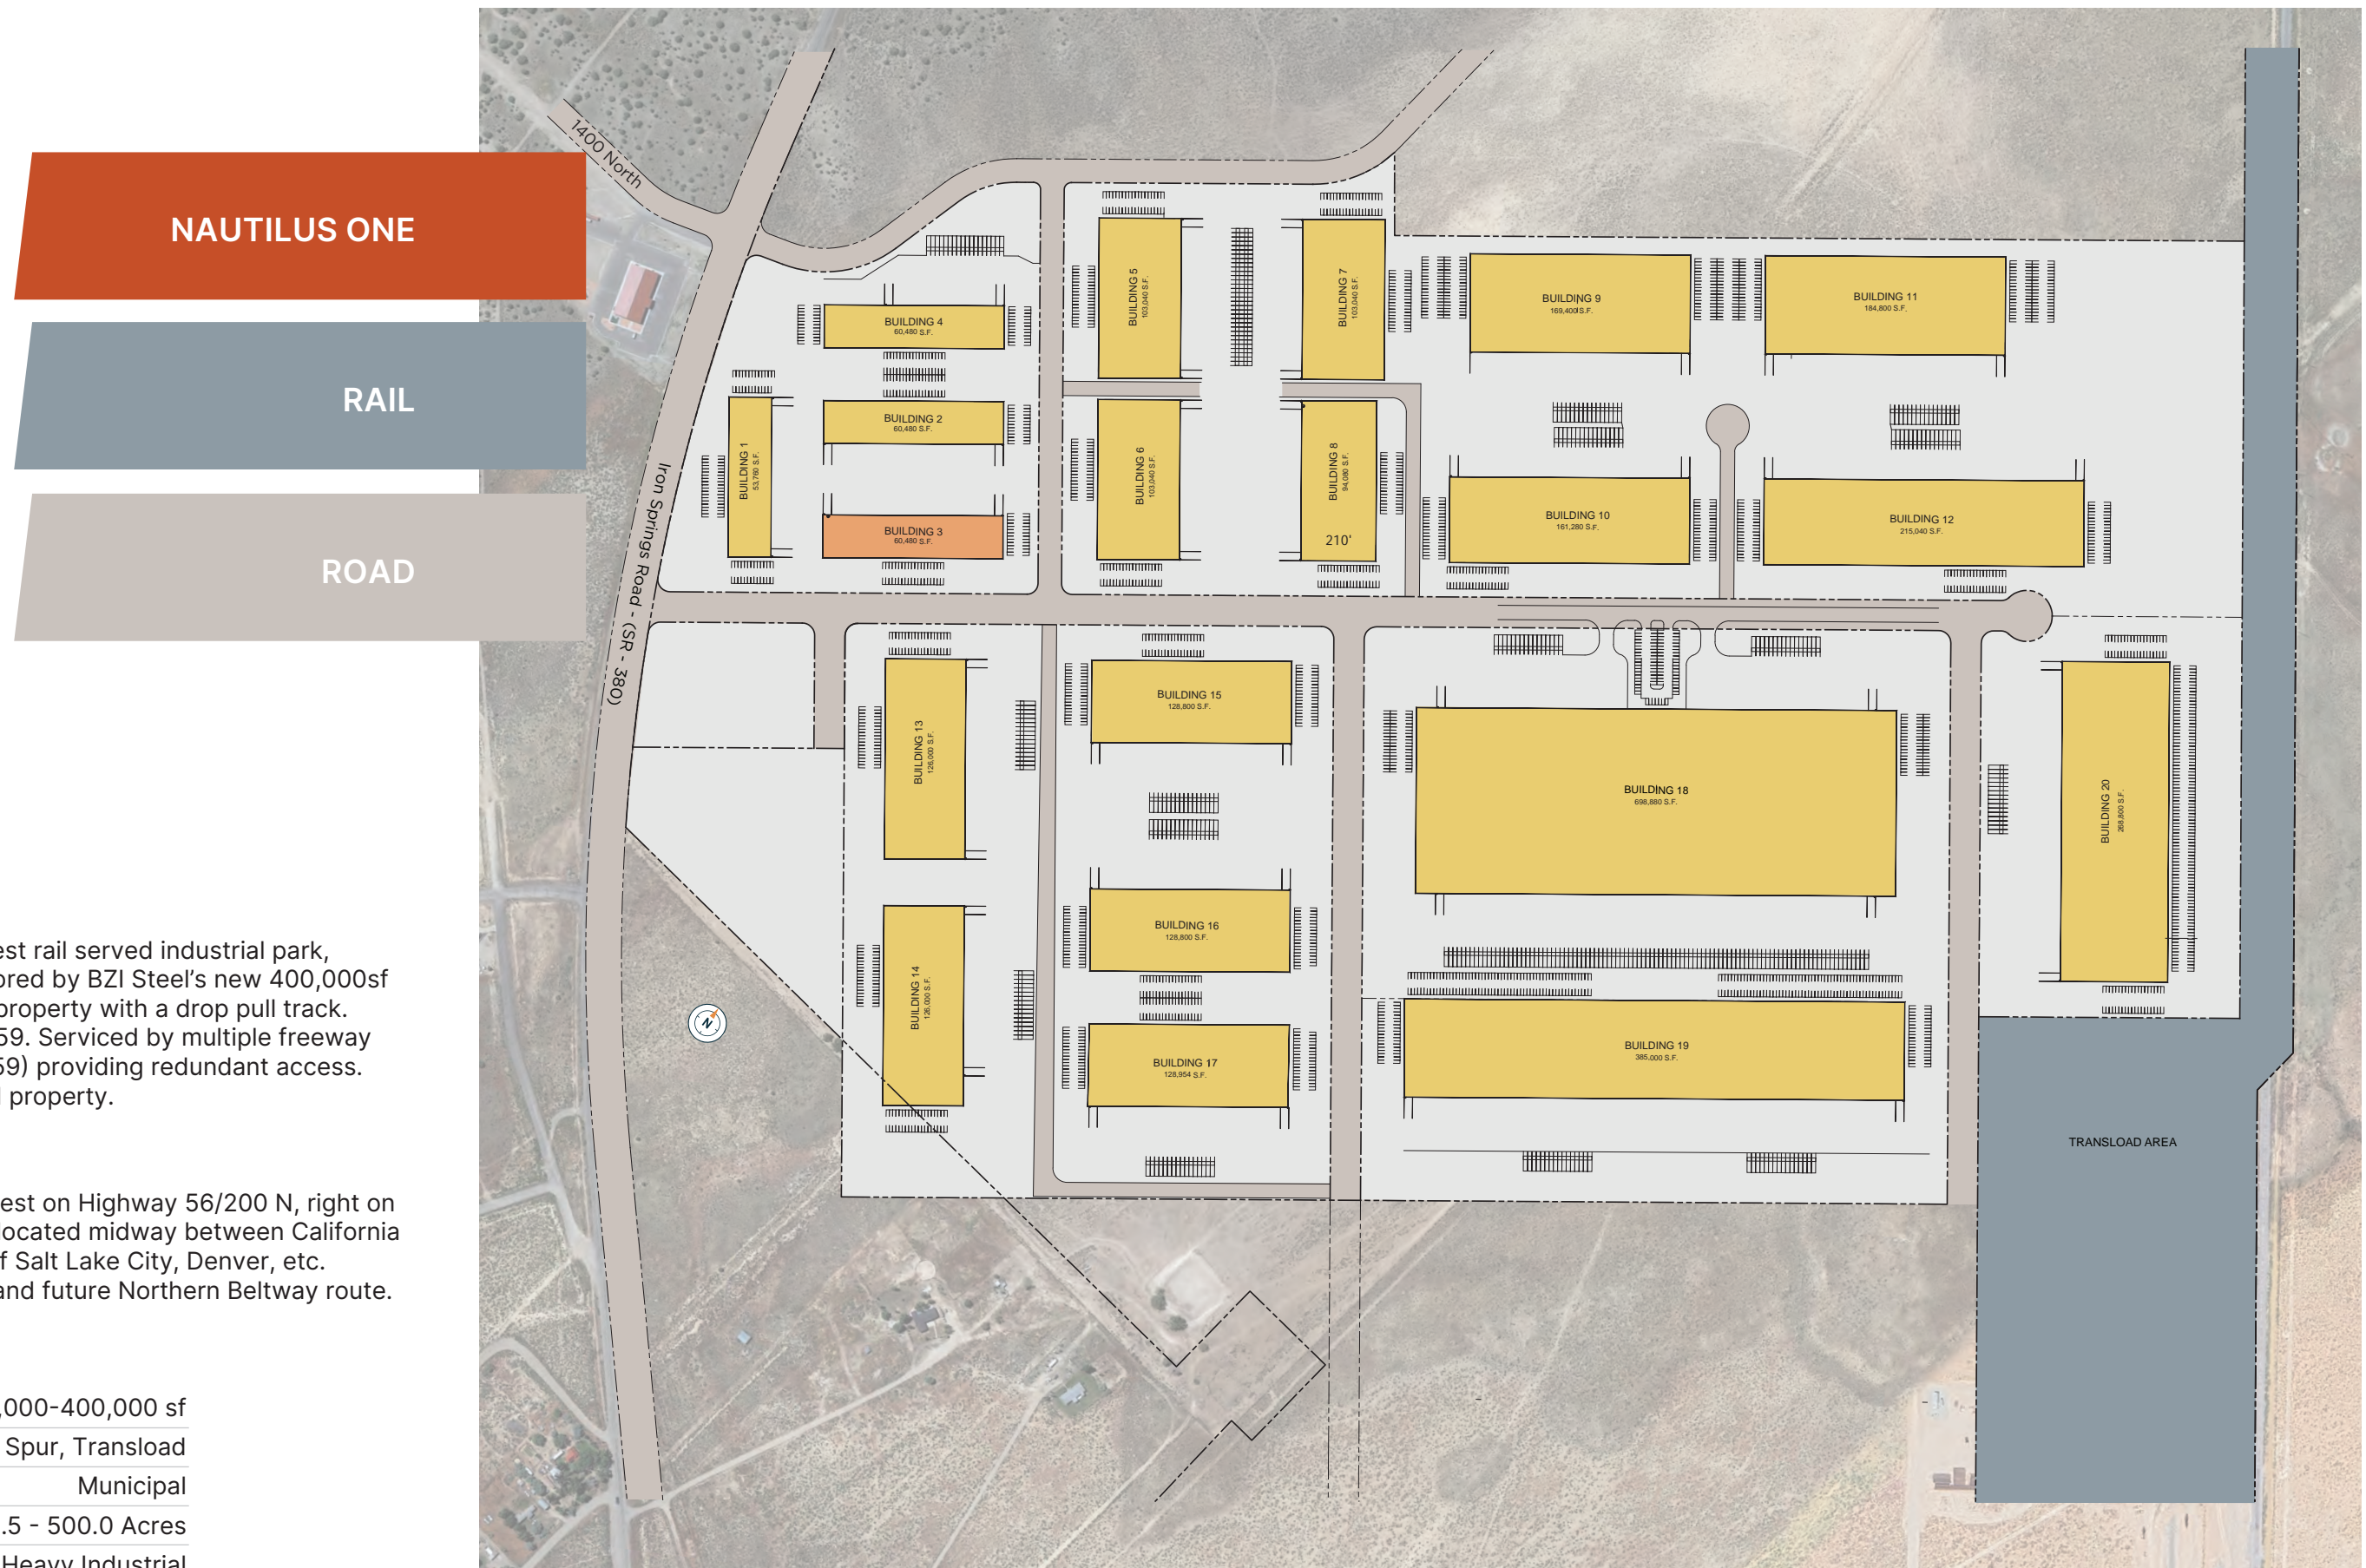 NAUTILUS ONE
RAIL
ROAD
est rail served industrial park,
ored by BZI Steel's new 400,000sf
property with a drop pull track.
59. Serviced by multiple freeway
59) providing redundant access.
property.
est on Highway 56/200 N, right on
located midway between California
f Salt Lake City, Denver, etc.
and future Northern Beltway route.
,000-400,000 sf
Spur, Transload
Municipal
.5 - 500.0 Acres
Heavy Industrial
1400 North
Iron Springs Road - (SR - 380)
BUILDING 4
60,480 S.F.
BUILDING 2
60,480 S.F.
BUILDING 1
53,760 S.F.
BUILDING 3
60,480 S.F.
BUILDING 5
103,040 S.F.
BUILDING 7
103,040 S.F.
BUILDING 6
103,040 S.F.
BUILDING 8
94,080 S.F.
210'
BUILDING 9
169,400 S.F.
BUILDING 11
184,800 S.F.
BUILDING 10
161,280 S.F.
BUILDING 12
215,040 S.F.
BUILDING 13
126,000 S.F.
BUILDING 14
126,000 S.F.
BUILDING 15
128,800 S.F.
BUILDING 16
128,800 S.F.
BUILDING 17
128,954 S.F.
BUILDING 18
698,880 S.F.
BUILDING 19
385,000 S.F.
BUILDING 20
268,800 S.F.
TRANSLOAD AREA
N